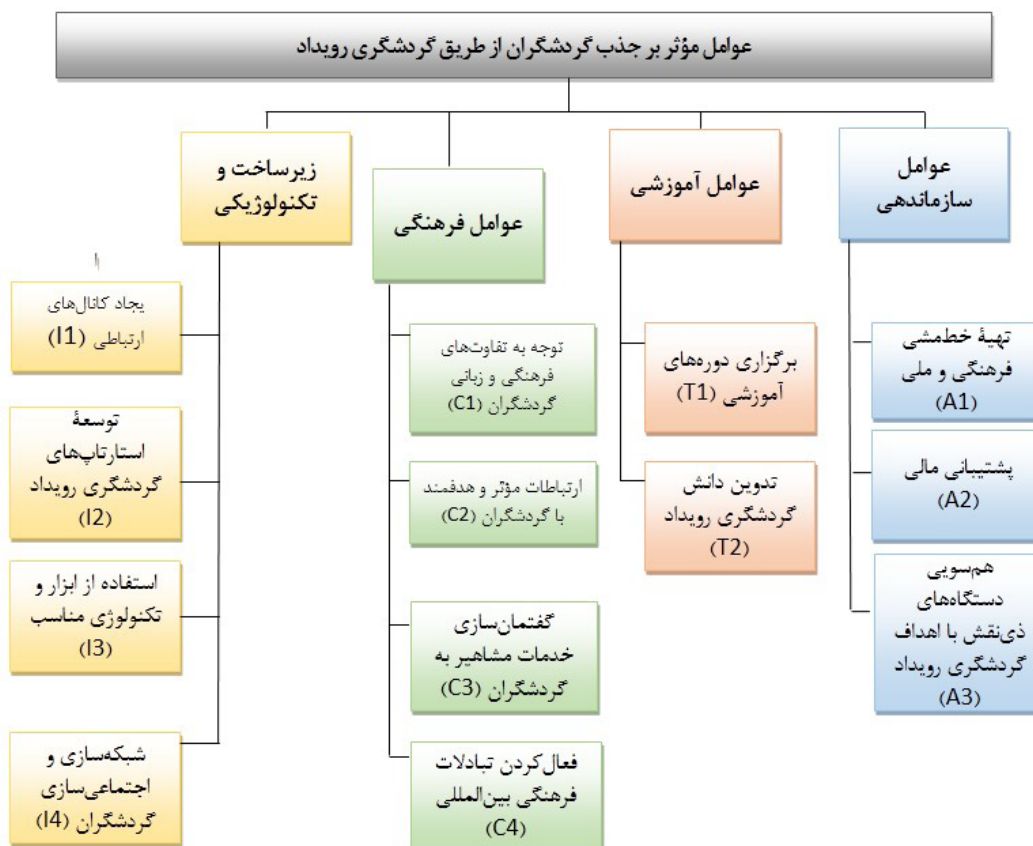 عوامل مؤثر بر جذب گردشگران از طریق گردشگری رویداد
عوامل
سازماندهی
تهیهٔ خط‌مشی
فرهنگی و ملی
(A1)
پشتیبانی مالی
(A2)
هم‌سویی
دستگاه‌های
ذی‌نقش با اهداف
گردشگری رویداد
(A3)
عوامل آموزشی
برگزاری دوره‌های
آموزشی (T1)
تدوین دانش
گردشگری رویداد
(T2)
عوامل فرهنگی
توجه به تفاوت‌های
فرهنگی و زبانی
گردشگران (C1)
ارتباطات مؤثر و هدفمند
با گردشگران (C2)
گفتمان‌سازی
خدمات مشاهیر به
گردشگران (C3)
فعال‌کردن تبادلات
فرهنگی بین‌المللی
(C4)
زیرساخت و
تکنولوژیکی
ا
یجاد کانال‌های
ارتباطی (I1)
توسعهٔ
استارتاپ‌های
گردشگری رویداد
(I2)
استفاده از ابزار و
تکنولوژی مناسب
(I3)
شبکه‌سازی و
اجتماعی‌سازی
گردشگران (I4)